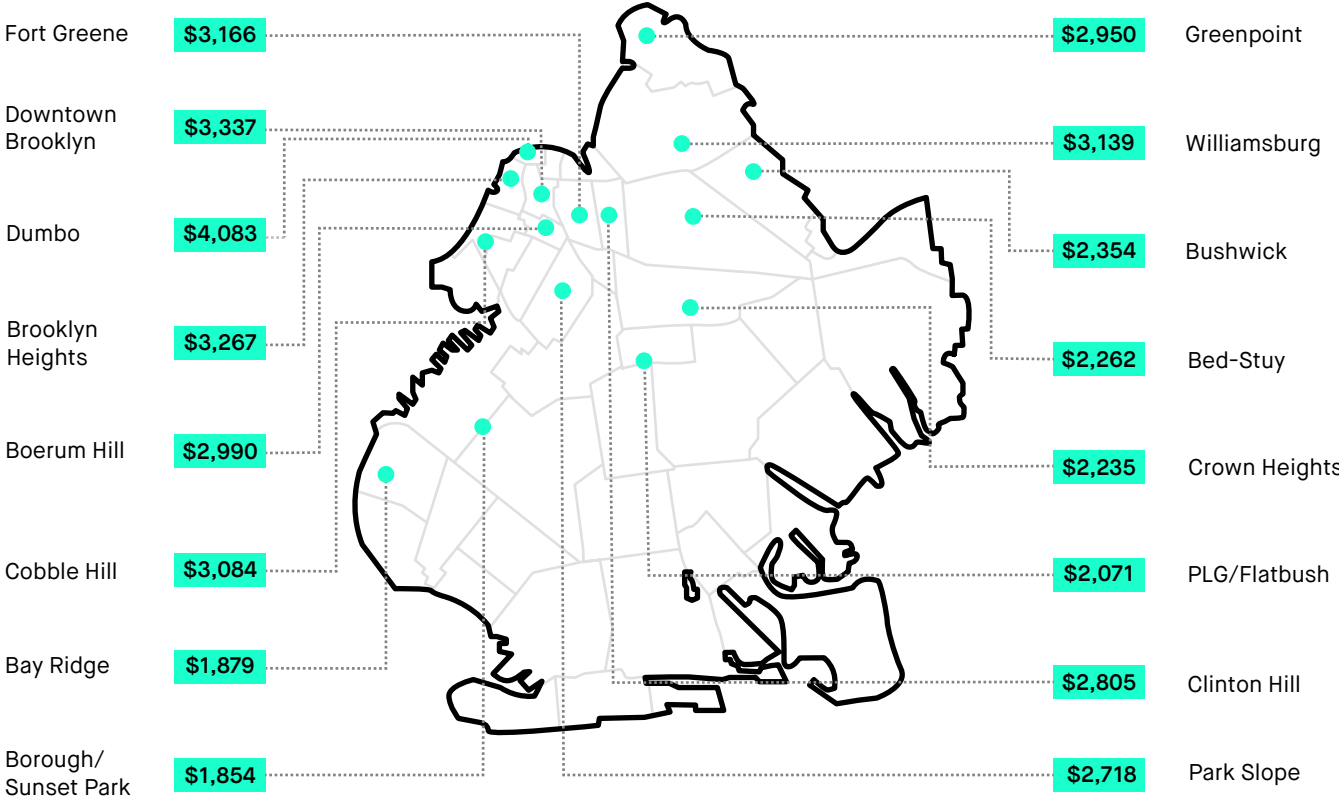 Fort Greene $3,166
Downtown
Brooklyn $3,337
Dumbo $4,083
Brooklyn
Heights $3,267
Boerum Hill $2,990
Cobble Hill $3,084
Bay Ridge $1,879
Borough/
Sunset Park $1,854
$2,950 Greenpoint
$3,139 Williamsburg
$2,354 Bushwick
$2,262 Bed-Stuy
$2,235 Crown Heights
$2,071 PLG/Flatbush
$2,805 Clinton Hill
$2,718 Park Slope